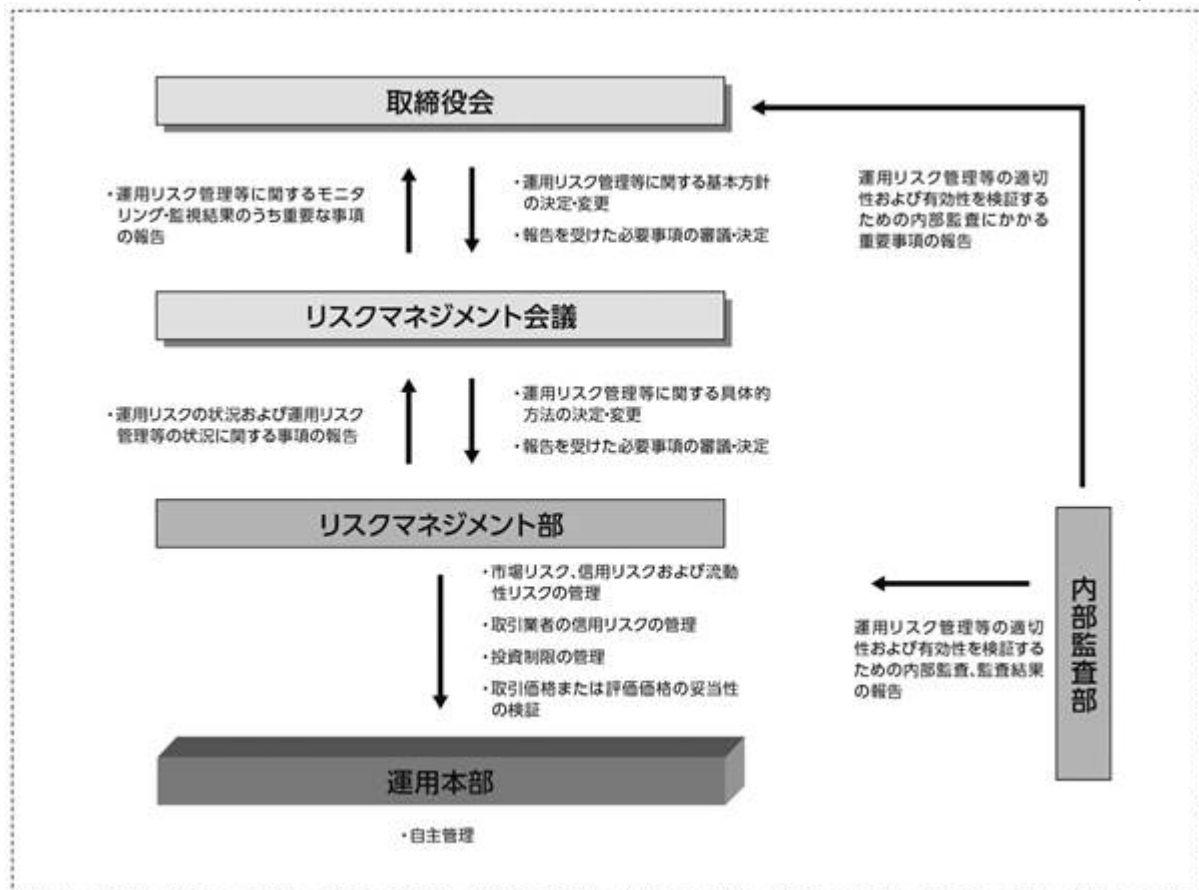 取締役会
・運用リスク管理等に関するモニタ
リング・監視結果のうち重要な事項
の報告
・運用リスク管理等に関する基本方針
の決定・変更
・報告を受けた必要事項の審議・決定
運用リスク管理等の適切
性および有効性を検証す
るための内部監査にかかる
重要事項の報告
リスクマネジメント会議
・運用リスクの状況および運用リスク
管理等の状況に関する事項の報告
・運用リスク管理等に関する具体的
方法の決定・変更
・報告を受けた必要事項の審議・決定
リスクマネジメント部
・市場リスク、信用リスクおよび流動
性リスクの管理
・取引業者の信用リスクの管理
・投資制限の管理
・取引価格または評価価格の妥当性
の検証
運用リスク管理等の適切
性および有効性を検証する
ための内部監査、監査結果
の報告
内部監査部
運用本部
・自主管理